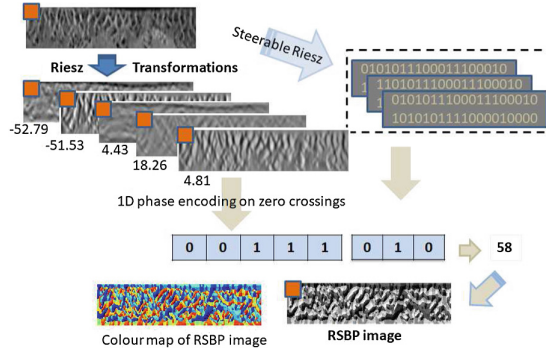 Steerable Riesz
Riesz Transformations
0101011100011100010
1101011100011100010
0101011100011100010
1010101111000010000
-52.79
-51.53
4.43
18.26
4.81
1D phase encoding on zero crossings
0 0 1 1 1 0 1 0 58
Colour map of RSBP image
RSBP image